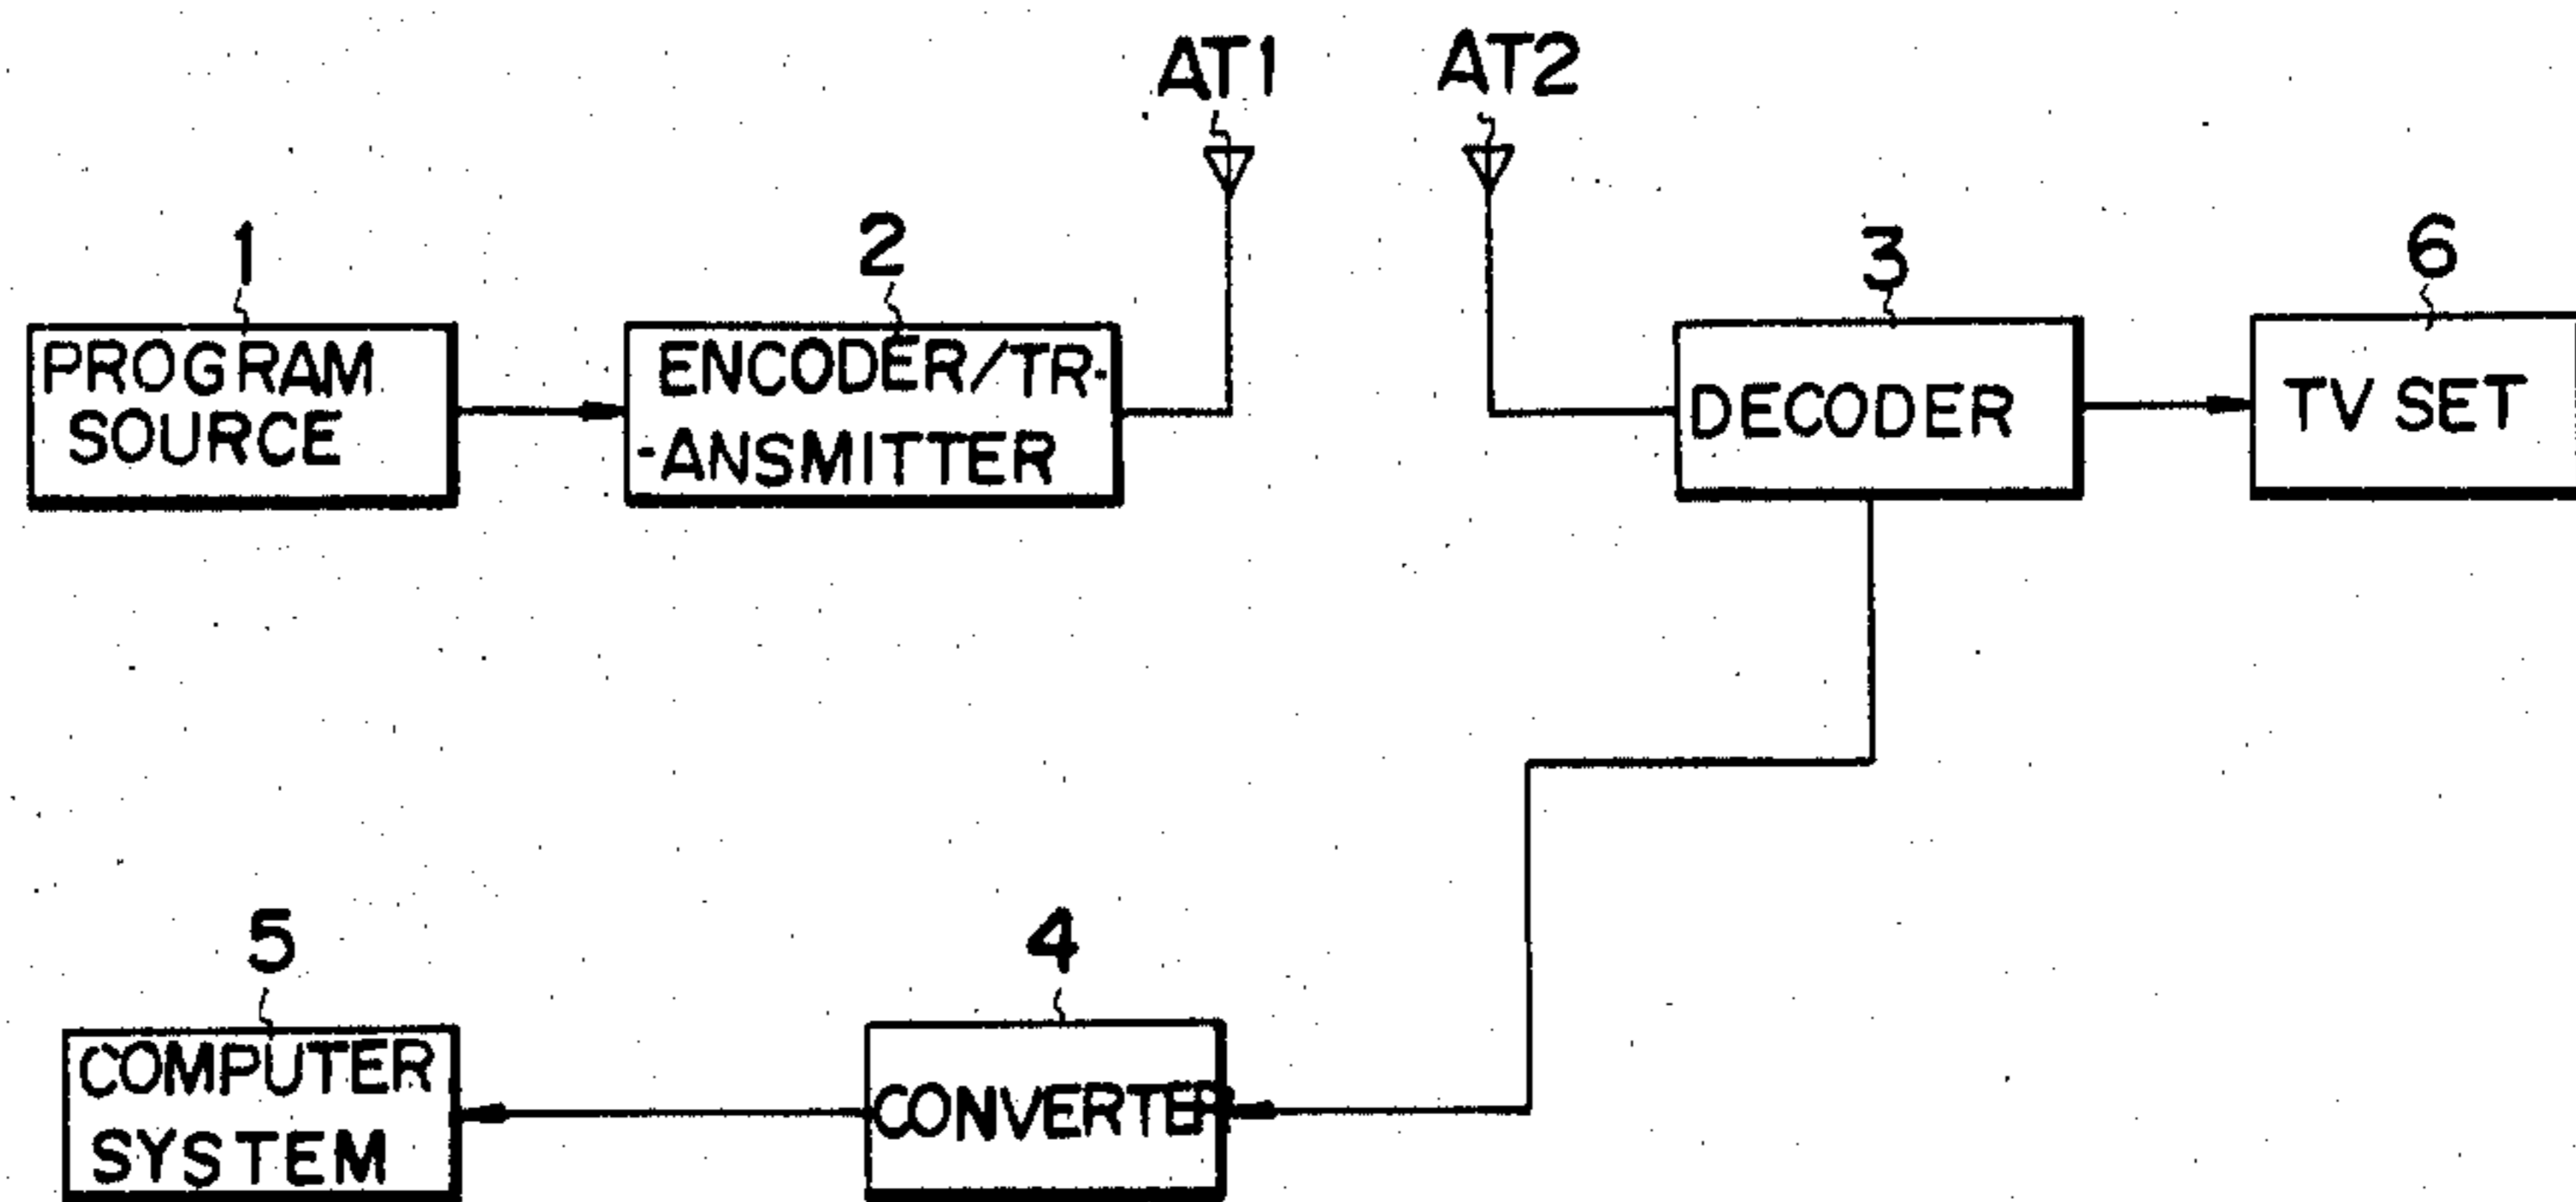 AT1
AT2
1
2
3
6
PROGRAM
SOURCE
ENCODER/TR-
-ANSMITTER
DECODER
TV SET
5
4
COMPUTER
SYSTEM
CONVERTER